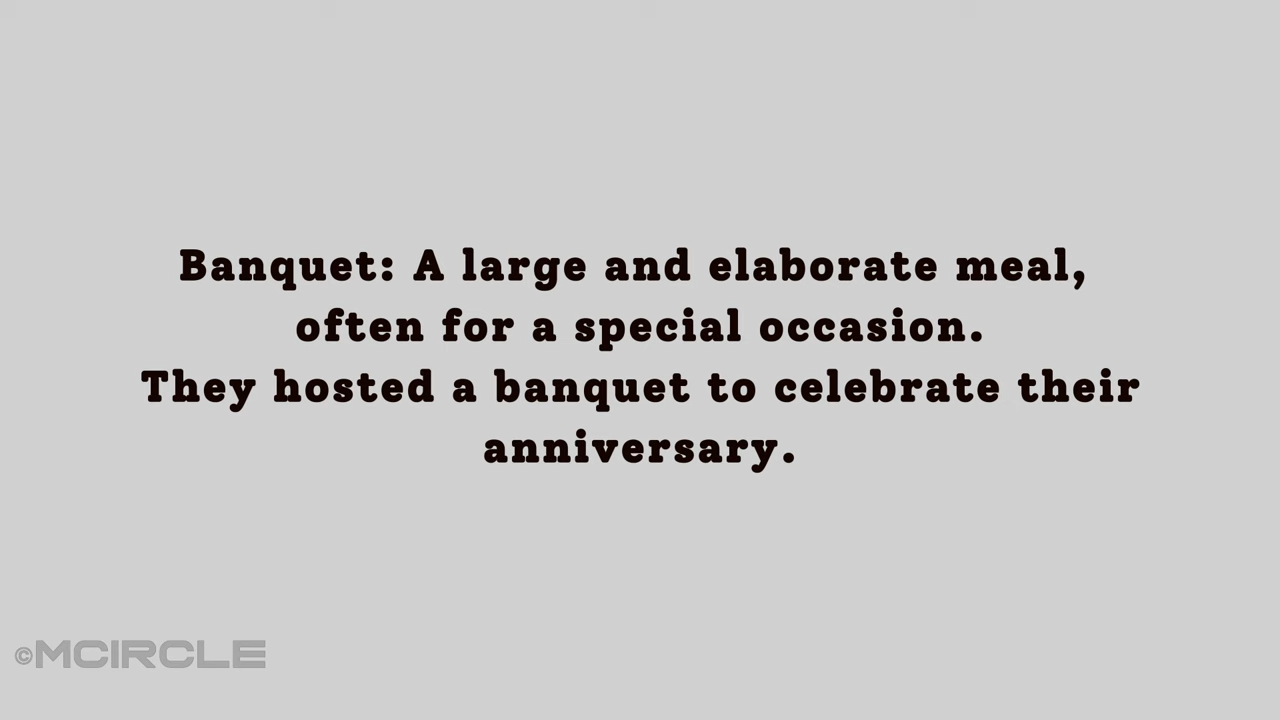 Banquet: A large and elaborate meal,
often for a special occasion.
They hosted a banquet to celebrate their
anniversary.
©MCIRCLE